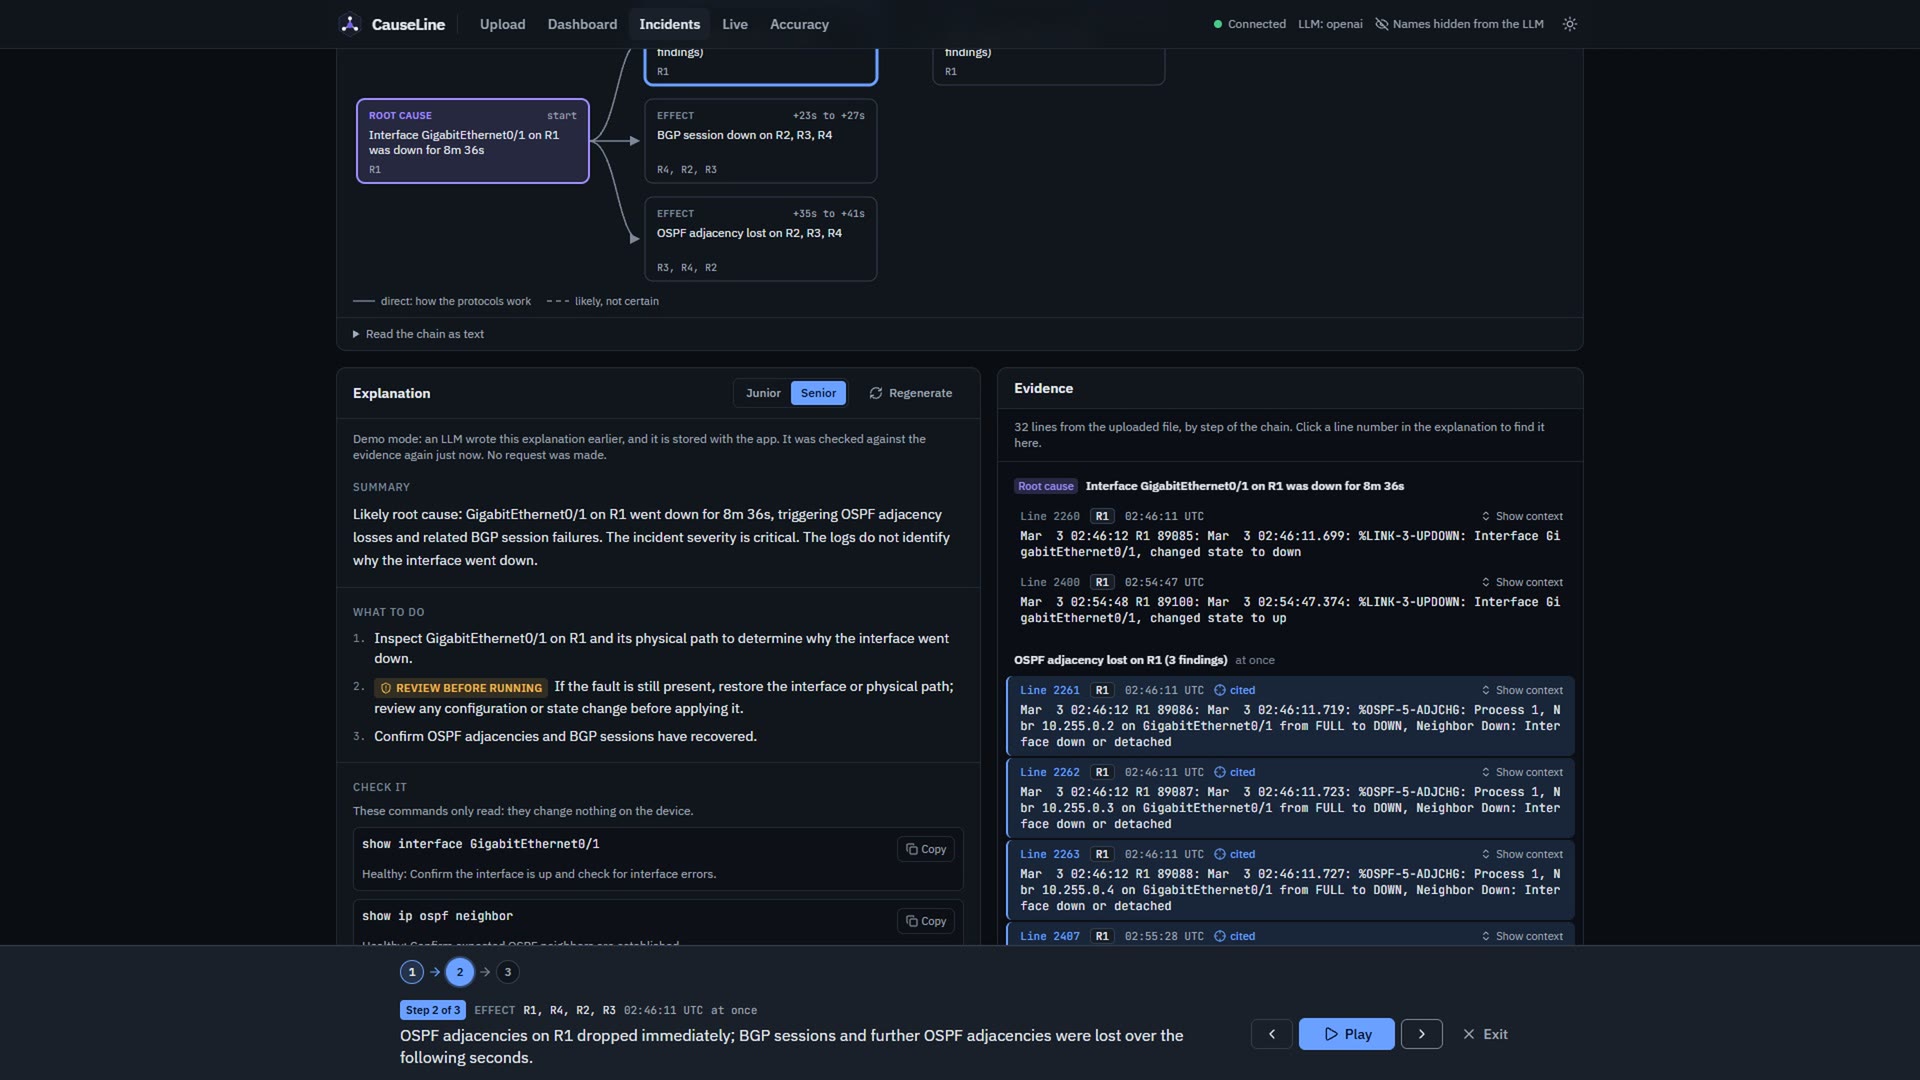 CauseLine
Upload
Dashboard
Incidents
Live
Accuracy
Connected
LLM: openai
Names hidden from the LLM
findings)
R1
findings)
R1
ROOT CAUSE start
Interface GigabitEthernet0/1 on R1
was down for 8m 36s
R1
EFFECT +23s to +27s
BGP session down on R2, R3, R4
R4, R2, R3
EFFECT +35s to +41s
OSPF adjacency lost on R2, R3, R4
R3, R4, R2
direct: how the protocols work
likely, not certain
Read the chain as text
Explanation
Junior
Senior
Regenerate
Demo mode: an LLM wrote this explanation earlier, and it is stored with the app. It was checked against the
evidence again just now. No request was made.
SUMMARY
Likely root cause: GigabitEthernet0/1 on R1 went down for 8m 36s, triggering OSPF adjacency
losses and related BGP session failures. The incident severity is critical. The logs do not identify
why the interface went down.
WHAT TO DO
1. Inspect GigabitEthernet0/1 on R1 and its physical path to determine why the interface went
down.
2. REVIEW BEFORE RUNNING If the fault is still present, restore the interface or physical path;
review any configuration or state change before applying it.
3. Confirm OSPF adjacencies and BGP sessions have recovered.
CHECK IT
These commands only read: they change nothing on the device.
show interface GigabitEthernet0/1
Copy
Healthy: Confirm the interface is up and check for interface errors.
show ip ospf neighbor
Copy
Healthy: Confirm expected OSPF neighbors are established.
Evidence
32 lines from the uploaded file, by step of the chain. Click a line number in the explanation to find it
here.
Root cause Interface GigabitEthernet0/1 on R1 was down for 8m 36s
Line 2260 R1 02:46:11 UTC Show context
Mar  3 02:46:12 R1 89085: Mar  3 02:46:11.699: %LINK-3-UPDOWN: Interface Gi
gabitEthernet0/1, changed state to down
Line 2400 R1 02:54:47 UTC Show context
Mar  3 02:54:48 R1 89100: Mar  3 02:54:47.374: %LINK-3-UPDOWN: Interface Gi
gabitEthernet0/1, changed state to up
OSPF adjacency lost on R1 (3 findings) at once
Line 2261 R1 02:46:11 UTC cited Show context
Mar  3 02:46:12 R1 89086: Mar  3 02:46:11.719: %OSPF-5-ADJCHG: Process 1, N
br 10.255.0.2 on GigabitEthernet0/1 from FULL to DOWN, Neighbor Down: Inter
face down or detached
Line 2262 R1 02:46:11 UTC cited Show context
Mar  3 02:46:12 R1 89087: Mar  3 02:46:11.723: %OSPF-5-ADJCHG: Process 1, N
br 10.255.0.3 on GigabitEthernet0/1 from FULL to DOWN, Neighbor Down: Inter
face down or detached
Line 2263 R1 02:46:11 UTC cited Show context
Mar  3 02:46:12 R1 89088: Mar  3 02:46:11.727: %OSPF-5-ADJCHG: Process 1, N
br 10.255.0.4 on GigabitEthernet0/1 from FULL to DOWN, Neighbor Down: Inter
face down or detached
Line 2407 R1 02:55:28 UTC cited Show context
1 2 3
Step 2 of 3 EFFECT R1, R4, R2, R3 02:46:11 UTC at once
OSPF adjacencies on R1 dropped immediately; BGP sessions and further OSPF adjacencies were lost over the
following seconds.
Play
Exit